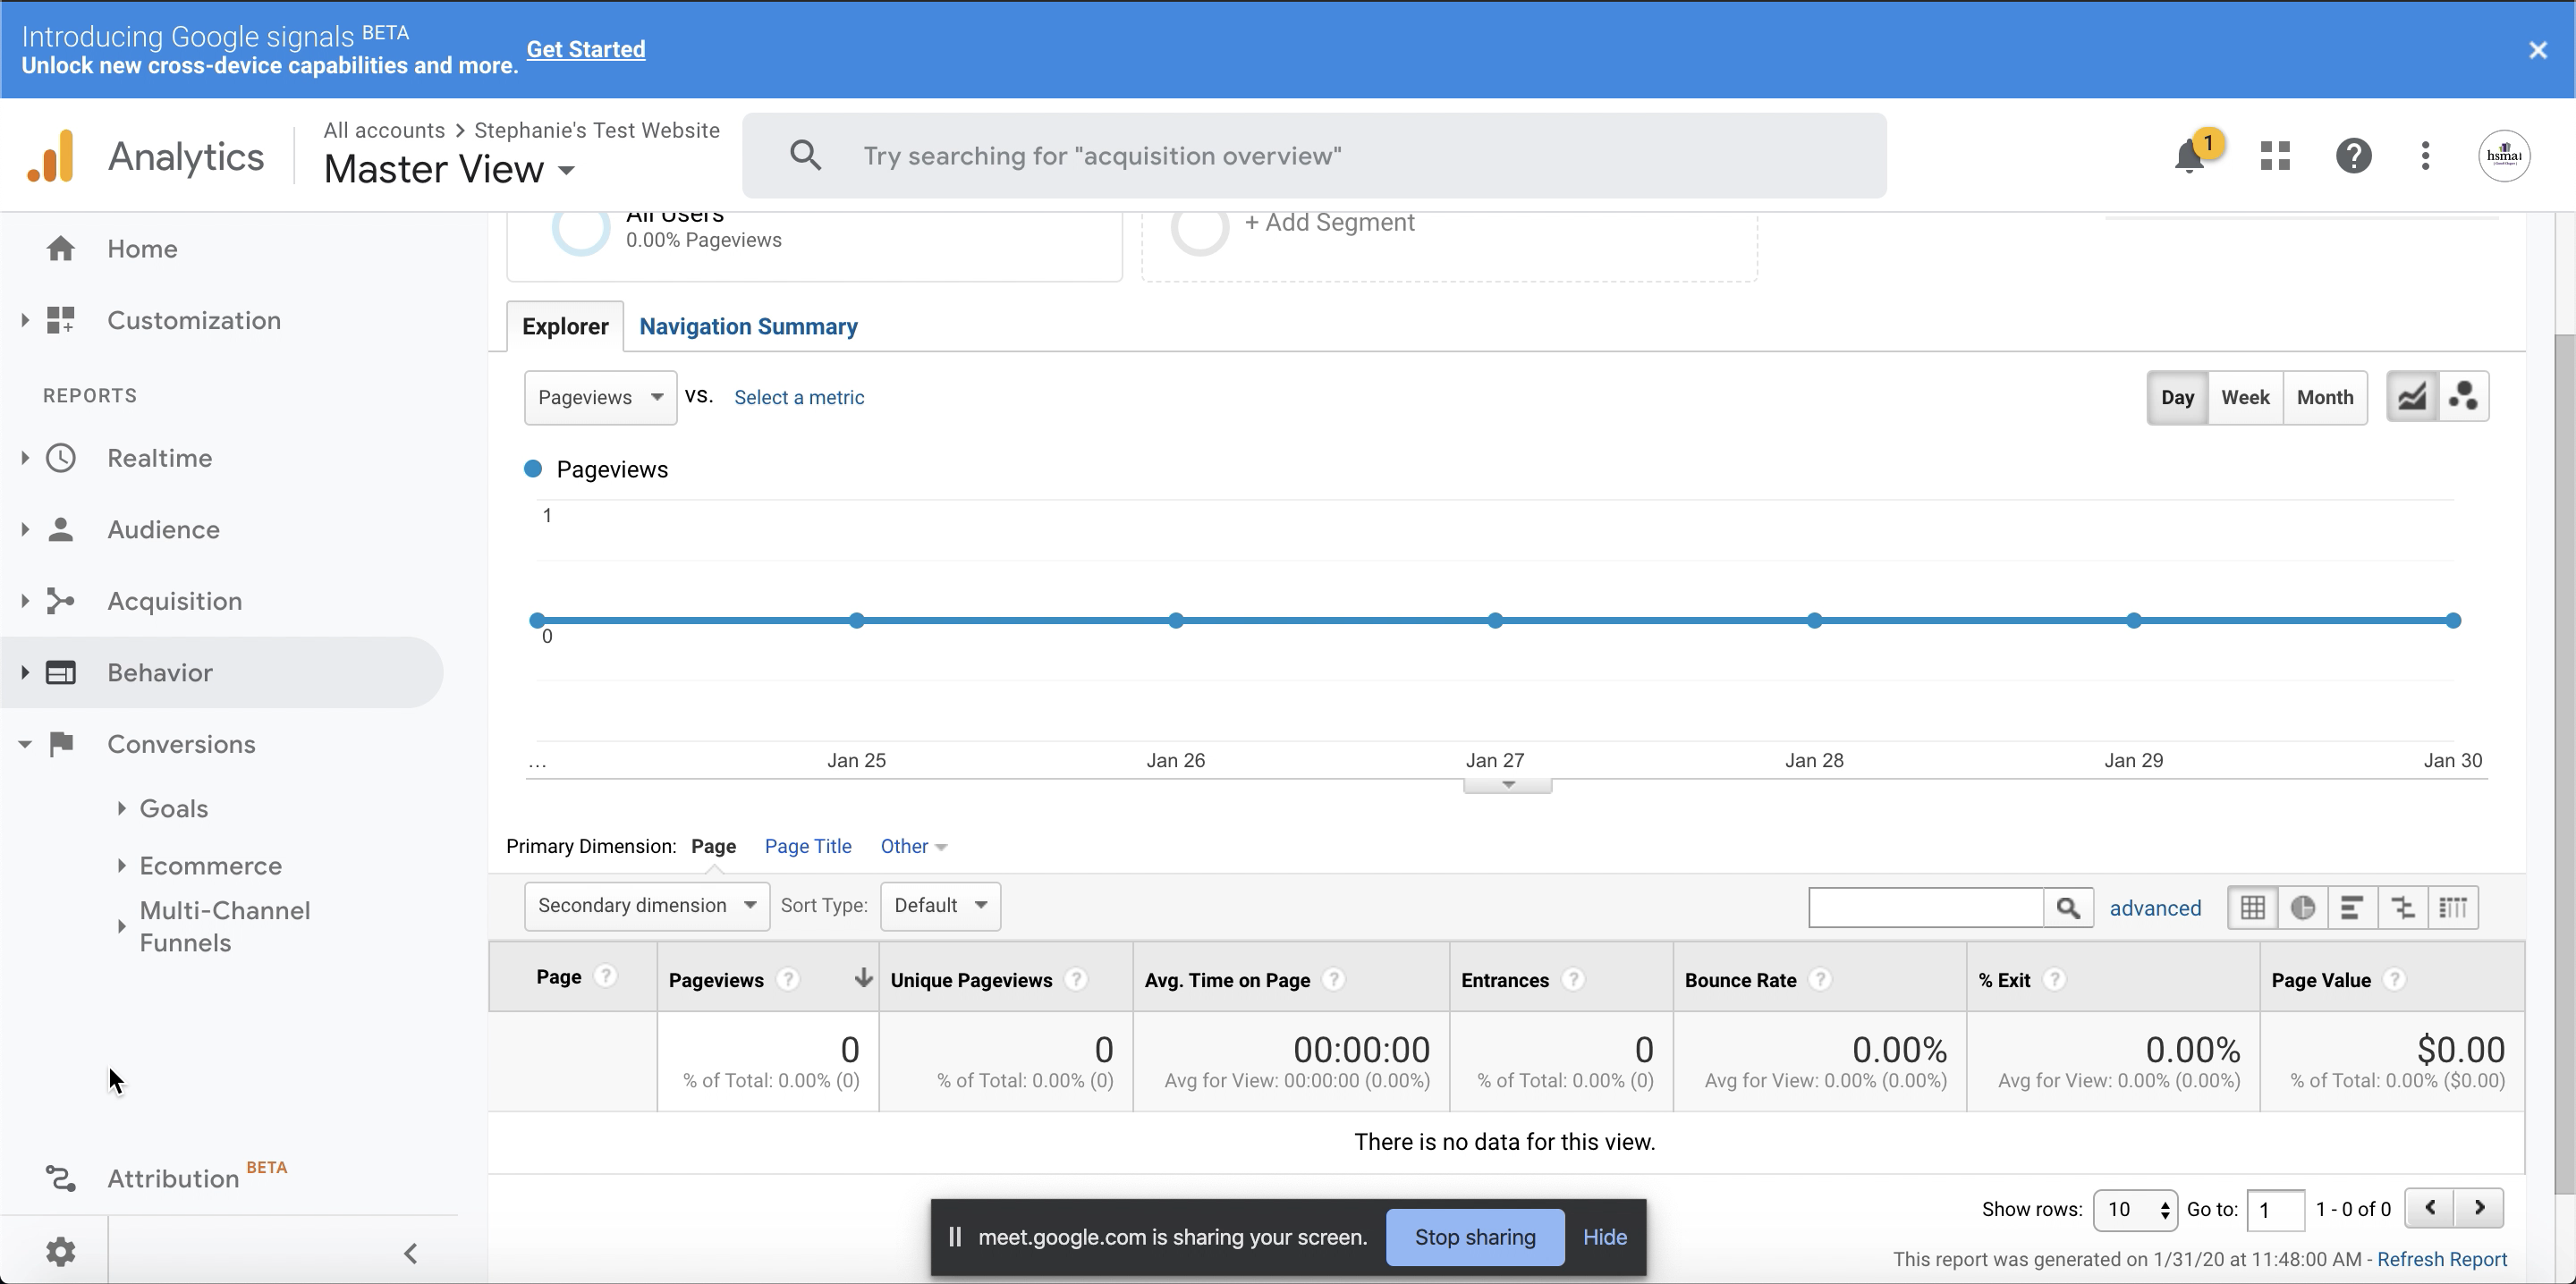 Introducing Google signals BETA
Unlock new cross-device capabilities and more.
Get Started
Analytics
All accounts > Stephanie's Test Website
Master View
Try searching for "acquisition overview"
1
hsmai
All Users
0.00% Pageviews
+ Add Segment
Home
Customization
REPORTS
Realtime
Audience
Acquisition
Behavior
Conversions
Goals
Ecommerce
Multi-Channel
Funnels
Attribution BETA
Explorer
Navigation Summary
Pageviews
VS.
Select a metric
Day
Week
Month
Pageviews
1
0
...
Jan 25
Jan 26
Jan 27
Jan 28
Jan 29
Jan 30
Primary Dimension: Page Page Title Other
Secondary dimension
Sort Type:
Default
advanced
Page ?
Pageviews ?
Unique Pageviews ?
Avg. Time on Page ?
Entrances ?
Bounce Rate ?
% Exit ?
Page Value ?
0
% of Total: 0.00% (0)
0
% of Total: 0.00% (0)
00:00:00
Avg for View: 00:00:00 (0.00%)
0
% of Total: 0.00% (0)
0.00%
Avg for View: 0.00% (0.00%)
0.00%
Avg for View: 0.00% (0.00%)
$0.00
% of Total: 0.00% ($0.00)
There is no data for this view.
Show rows: 10 Go to: 1 1 - 0 of 0
meet.google.com is sharing your screen.
Stop sharing
Hide
This report was generated on 1/31/20 at 11:48:00 AM - Refresh Report